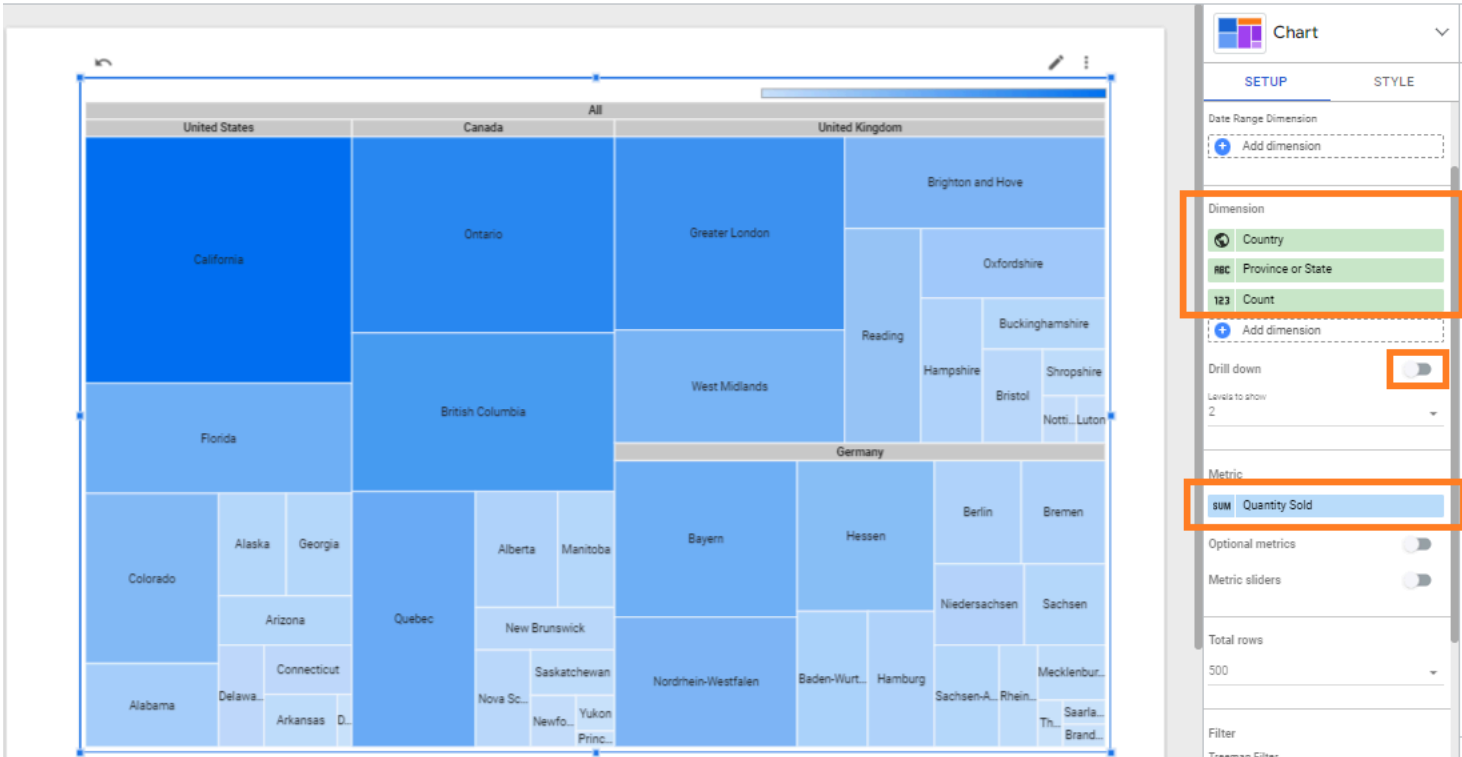 Chart
SETUP STYLE
All
United States Canada United Kingdom
California
Florida
Colorado
Alaska
Georgia
Arizona
Alabama
Delawa...
Connecticut
Arkansas
D...
Ontario
British Columbia
Quebec
Alberta
Manitoba
New Brunswick
Nova Sc...
Saskatchewan
Newfo...
Yukon
Princ...
Greater London
West Midlands
Brighton and Hove
Reading
Oxfordshire
Hampshire
Buckinghamshire
Bristol
Shropshire
Notti...
Luton
Germany
Bayern
Nordrhein-Westfalen
Hessen
Baden-Wurt...
Hamburg
Berlin
Bremen
Niedersachsen
Sachsen
Sachsen-A...
Rhein...
Mecklenbur...
Th...
Saarla...
Brand...
Date Range Dimension
Add dimension
Dimension
Country
ABC Province or State
123 Count
Add dimension
Drill down
Levels to show
2
Metric
SUM Quantity Sold
Optional metrics
Metric sliders
Total rows
500
Filter
Treemap Filter